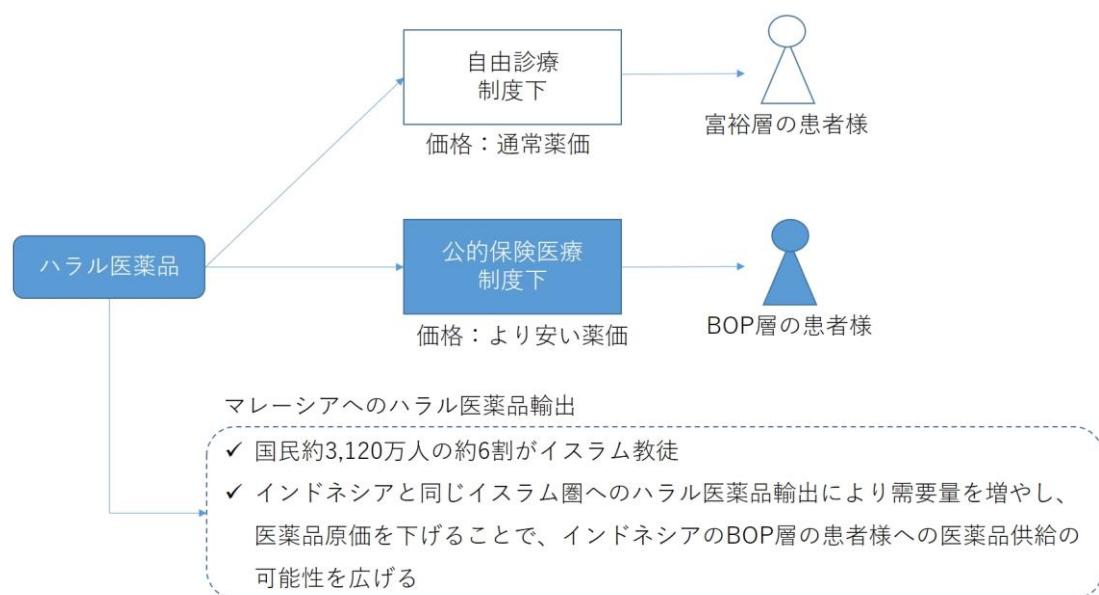 自由診療
制度下
価格：通常薬価
富裕層の患者様
ハラル医薬品
公的保険医療
制度下
価格：より安い薬価
BOP層の患者様
マレーシアへのハラル医薬品輸出
✓ 国民約3,120万人の約6割がイスラム教徒
✓ インドネシアと同じイスラム圏へのハラル医薬品輸出により需要量を増やし、
医薬品原価を下げることで、インドネシアのBOP層の患者様への医薬品供給の
可能性を広げる